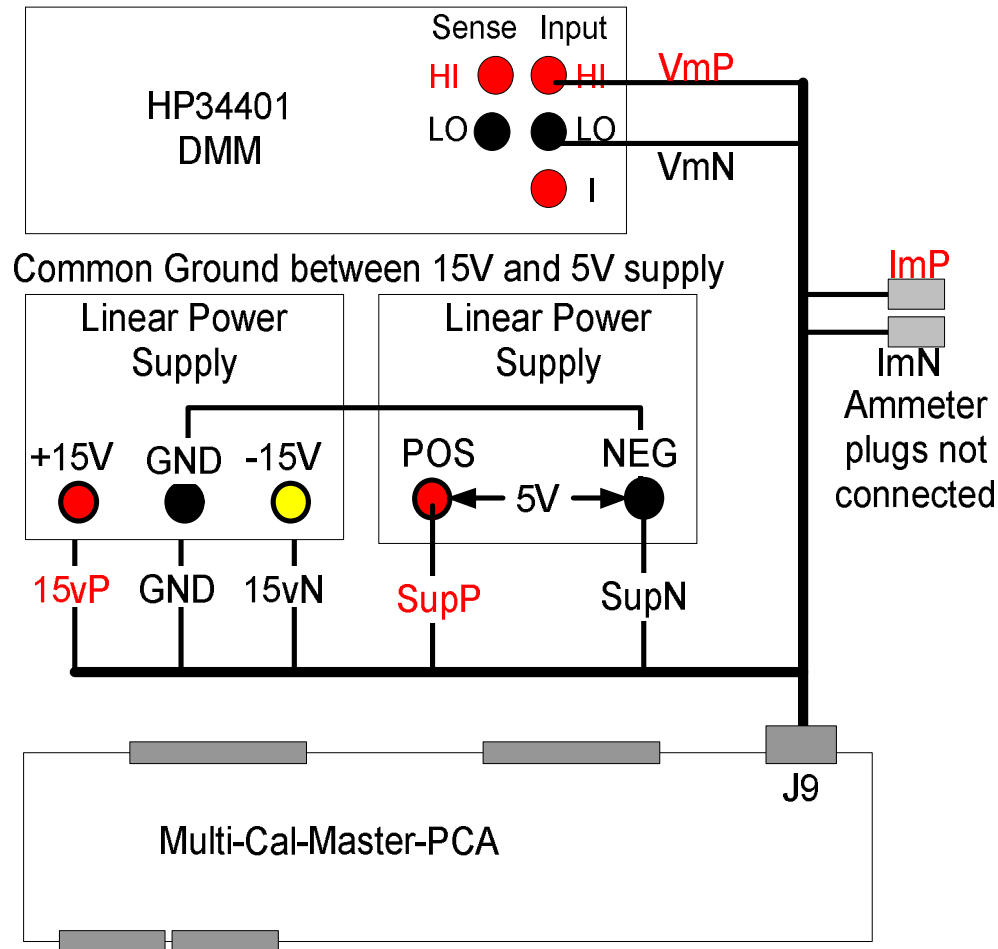 Sense Input
HI HI VmP
HP34401
DMM
LO LO
VmN
I
Common Ground between 15V and 5V supply
ImP
Linear Power
Supply
Linear Power
Supply
ImN
Ammeter
plugs not
connected
+15V GND -15V
POS NEG
5V
15vP GND 15vN
SupP SupN
J9
Multi-Cal-Master-PCA